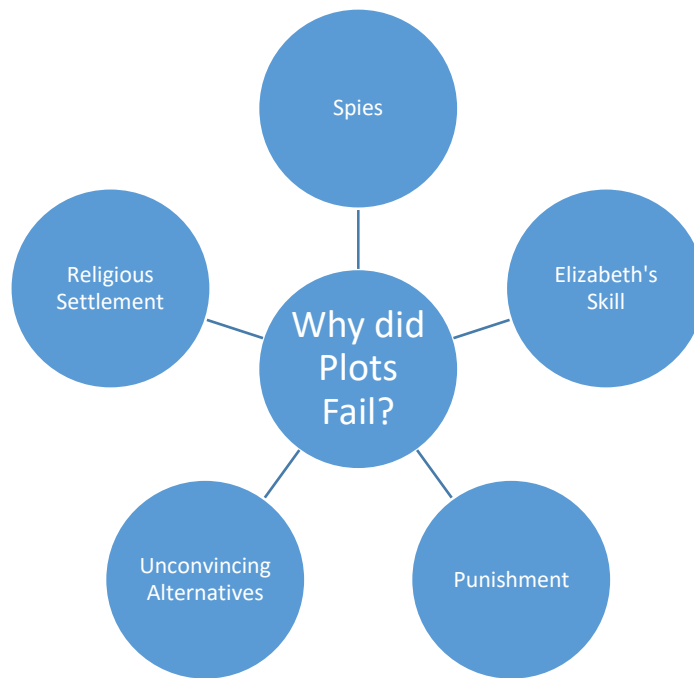 Spies
Religious
Settlement
Elizabeth's
Skill
Why did
Plots
Fail?
Unconvincing
Alternatives
Punishment